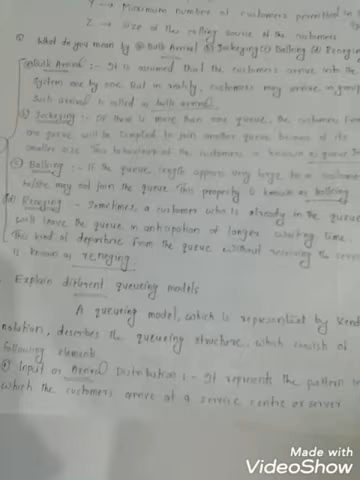 Y → Maximum number of customers permitted in
Z → size of the calling source of the customers
What do you mean by (a) Bulk Arrival (b) Jockeying (c) Balking (d) Reneging
Bulk Arrival :- It is assumed that the customers arrive into the
system one by one. But in reality, customers may arrive in group
Such arrival is called as bulk arrival.
Jockeying :- If there is more than one queue, the customers from
one queue will be tempted to join another queue because of its
smaller size. This behaviour of the customers is known as queue
Balking :- If the queue length appears very large to a customer
he/she may not join the queue. This property is known as balking
Reneging - Sometimes, a customer who is already in the queue
will leave the queue in anticipation of longer waiting time.
This kind of departure from the queue without receiving the
is known as reneging
Explain different queueing models
A queueing model, which is represented by
notation, describes the queueing structure, which consist of
following elements
Input or Arrival Distribution :- It represents the pattern in
which the customers arrive at a service centre or server
Made with
VideoShow